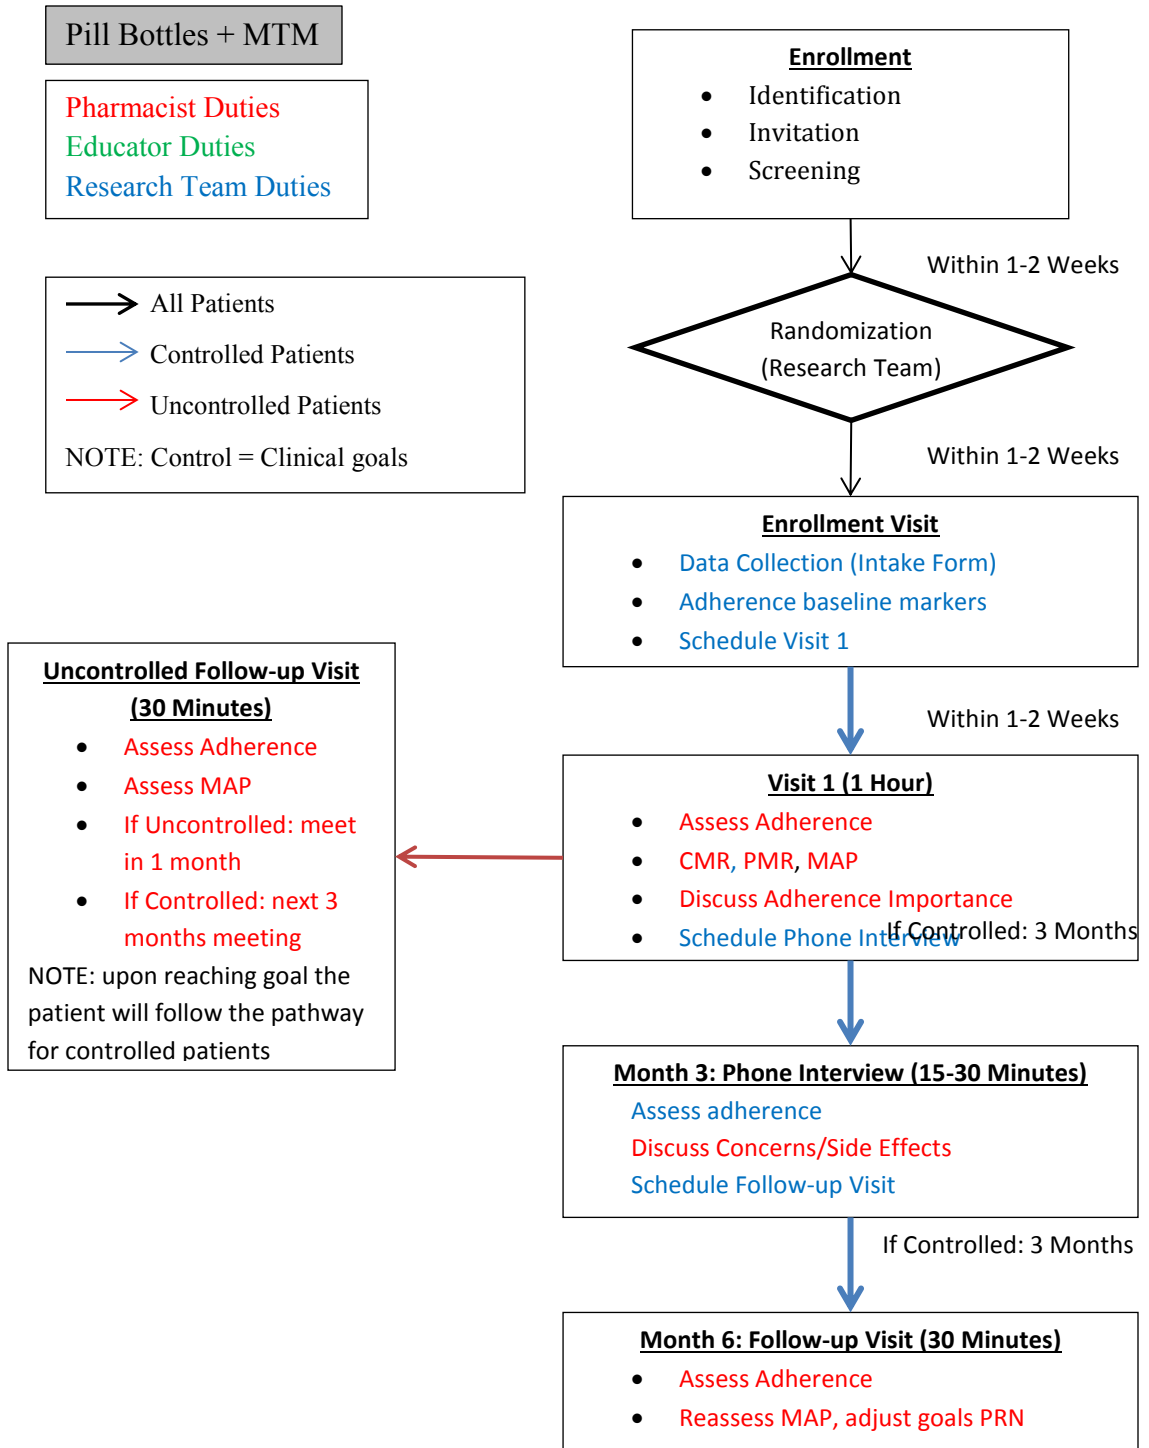 Pill Bottles + MTM
Pharmacist Duties
Educator Duties
Research Team Duties
All Patients
Controlled Patients
Uncontrolled Patients
NOTE: Control = Clinical goals
Enrollment
• Identification
• Invitation
• Screening
Within 1-2 Weeks
Randomization
(Research Team)
Within 1-2 Weeks
Enrollment Visit
• Data Collection (Intake Form)
• Adherence baseline markers
• Schedule Visit 1
Within 1-2 Weeks
Visit 1 (1 Hour)
• Assess Adherence
• CMR, PMR, MAP
• Discuss Adherence Importance
• Schedule Phone Interview
If Controlled: 3 Months
Uncontrolled Follow-up Visit
(30 Minutes)
• Assess Adherence
• Assess MAP
• If Uncontrolled: meet
in 1 month
• If Controlled: next 3
months meeting
NOTE: upon reaching goal the
patient will follow the pathway
for controlled patients
Month 3: Phone Interview (15-30 Minutes)
Assess adherence
Discuss Concerns/Side Effects
Schedule Follow-up Visit
If Controlled: 3 Months
Month 6: Follow-up Visit (30 Minutes)
• Assess Adherence
• Reassess MAP, adjust goals PRN